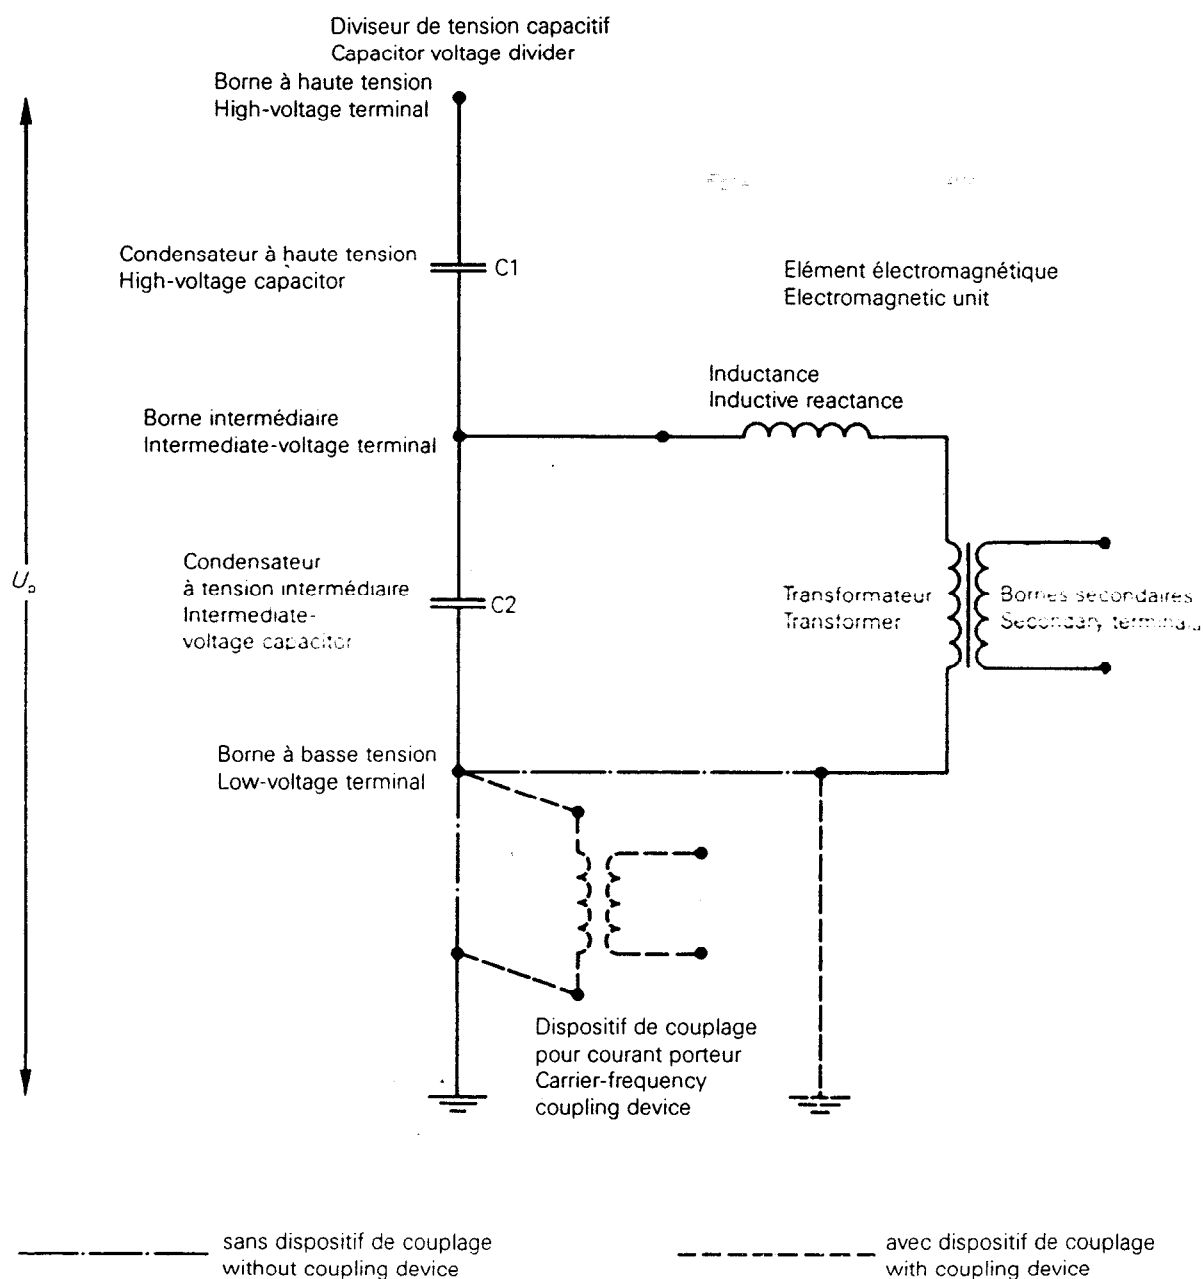 Diviseur de tension capacitif
Capacitor voltage divider
Borne à haute tension
High-voltage terminal
Condensateur à haute tension
High-voltage capacitor
C1
Elément électromagnétique
Electromagnetic unit
Inductance
Inductive reactance
Borne intermédiaire
Intermediate-voltage terminal
Condensateur
à tension intermédiaire
Intermediate-
voltage capacitor
C2
Transformateur
Transformer
Bornes secondaires
Secondary
Borne à basse tension
Low-voltage terminal
Dispositif de couplage
pour courant porteur
Carrier-frequency
coupling device
sans dispositif de couplage
without coupling device
avec dispositif de couplage
with coupling device